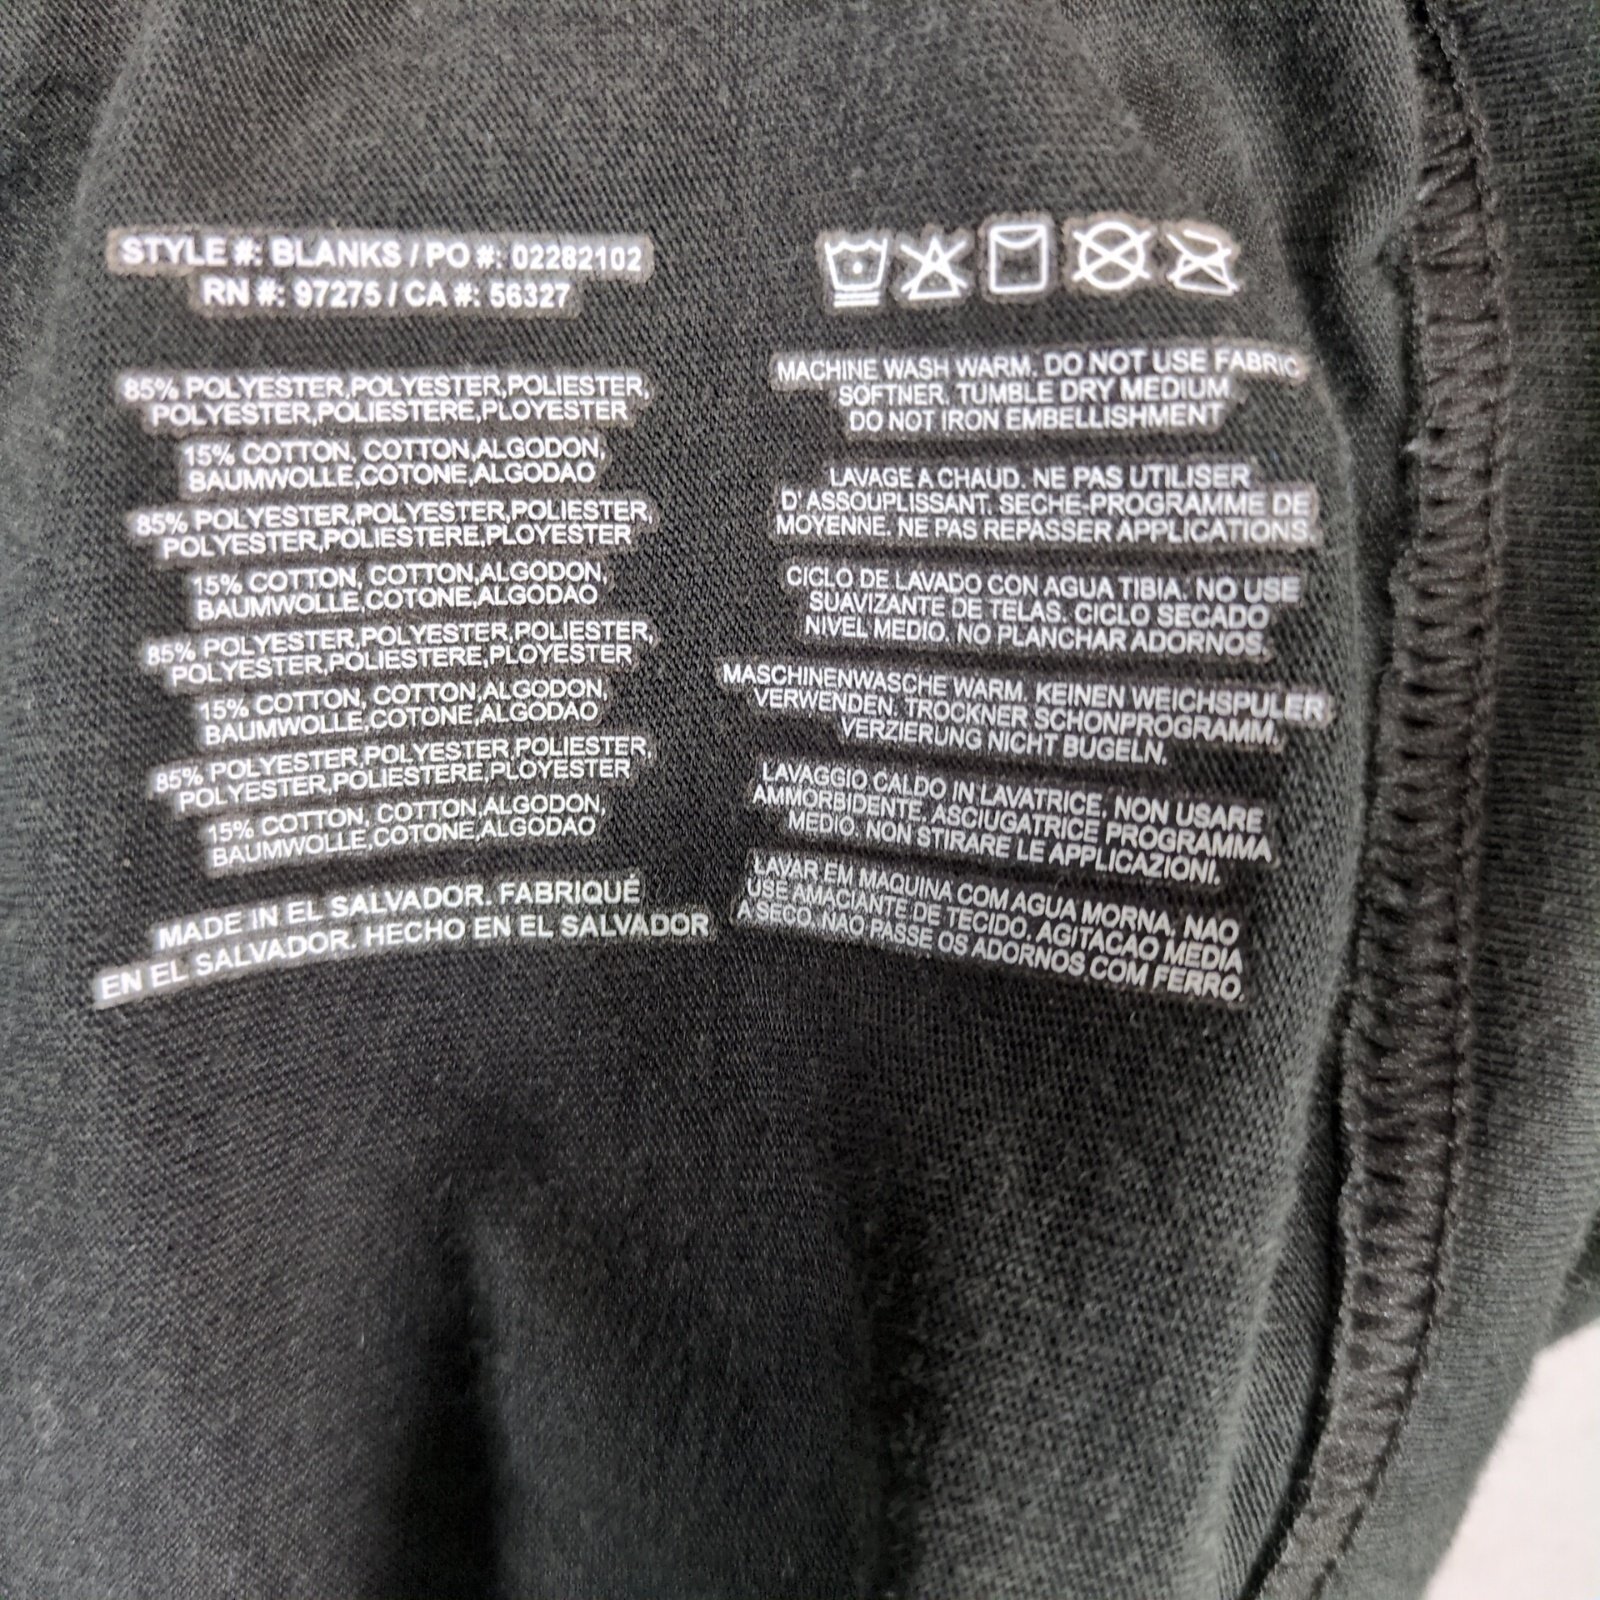 STYLE #: BLANKS / PO #: 02282102
RN #: 97275 / CA #: 56327
85% POLYESTER,POLYESTER,POLIESTER,
POLYESTER,POLIESTERE,PLOYESTER
15% COTTON, COTTON,ALGODON,
BAUMWOLLE,COTONE,ALGODAO
85% POLYESTER,POLYESTER,POLIESTER,
POLYESTER,POLIESTERE,PLOYESTER
15% COTTON, COTTON,ALGODON,
BAUMWOLLE,COTONE,ALGODAO
85% POLYESTER,POLYESTER,POLIESTER,
POLYESTER,POLIESTERE,PLOYESTER
15% COTTON, COTTON,ALGODON,
BAUMWOLLE,COTONE,ALGODAO
85% POLYESTER,POLYESTER,POLIESTER,
POLYESTER,POLIESTERE,PLOYESTER
15% COTTON, COTTON,ALGODON,
BAUMWOLLE,COTONE,ALGODAO
MADE IN EL SALVADOR. FABRIQUÉ
EN EL SALVADOR. HECHO EN EL SALVADOR
MACHINE WASH WARM. DO NOT USE FABRIC
SOFTNER. TUMBLE DRY MEDIUM
DO NOT IRON EMBELLISHMENT
LAVAGE A CHAUD. NE PAS UTILISER
D'ASSOUPLISSANT. SECHE-PROGRAMME DE
MOYENNE. NE PAS REPASSER APPLICATIONS.
CICLO DE LAVADO CON AGUA TIBIA. NO USE
SUAVIZANTE DE TELAS. CICLO SECADO
NIVEL MEDIO. NO PLANCHAR ADORNOS.
MASCHINENWASCHE WARM. KEINEN WEICHSPULER
VERWENDEN. TROCKNER SCHONPROGRAMM.
VERZIERUNG NICHT BUGELN.
LAVAGGIO CALDO IN LAVATRICE. NON USARE
AMMORBIDENTE. ASCIUGATRICE PROGRAMMA
MEDIO. NON STIRARE LE APPLICAZIONI.
LAVAR EM MAQUINA COM AGUA MORNA, NAO
USE AMACIANTE DE TECIDO. AGITACAO MEDIA
A SECO. NAO PASSE OS ADORNOS COM FERRO.